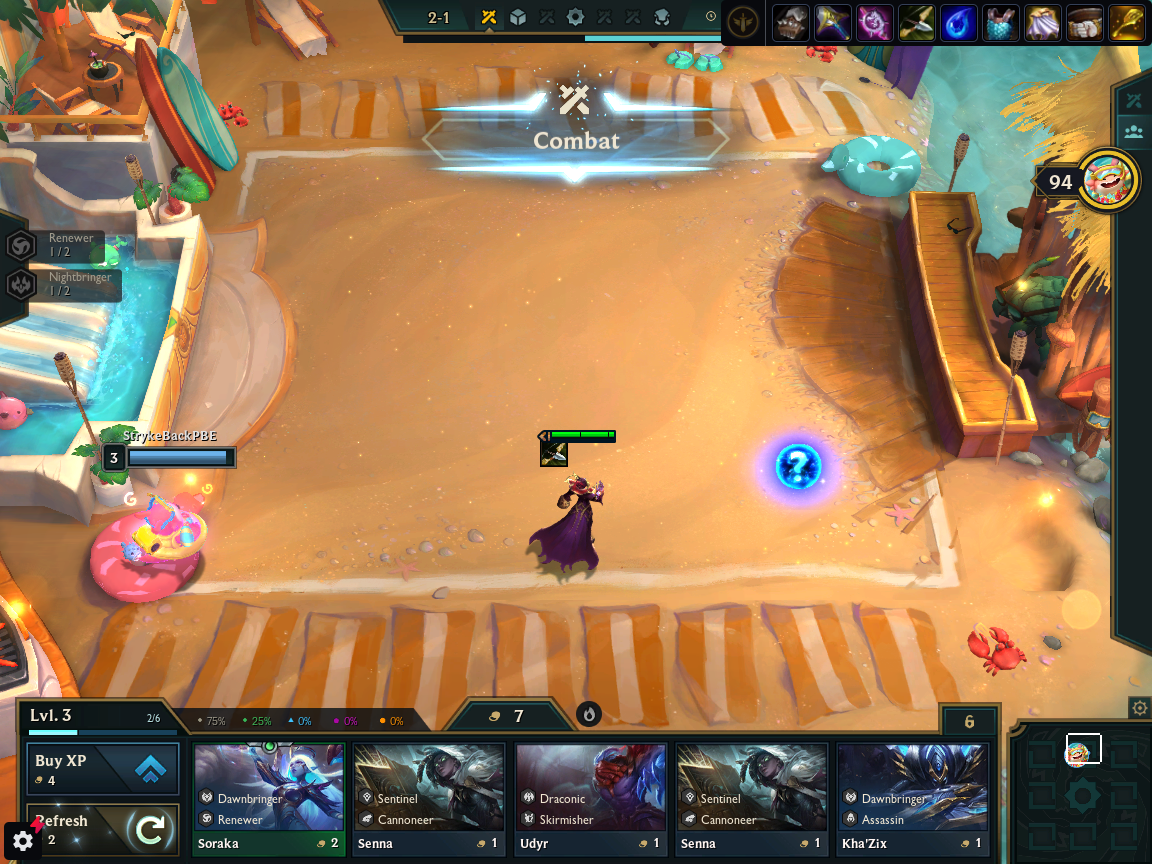 2-1
Combat
94
Renewer
1 / 2
Nightbringer
1 / 2
StrykeBackPBE
3
?
G
Lvl. 3
2/6
75%
25%
0%
0%
0%
7
6
Buy XP
4
Refresh
2
Dawnbringer
Renewer
Soraka
2
Sentinel
Cannoneer
Senna
1
Draconic
Skirmisher
Udyr
1
Sentinel
Cannoneer
Senna
1
Dawnbringer
Assassin
Kha'Zix
1